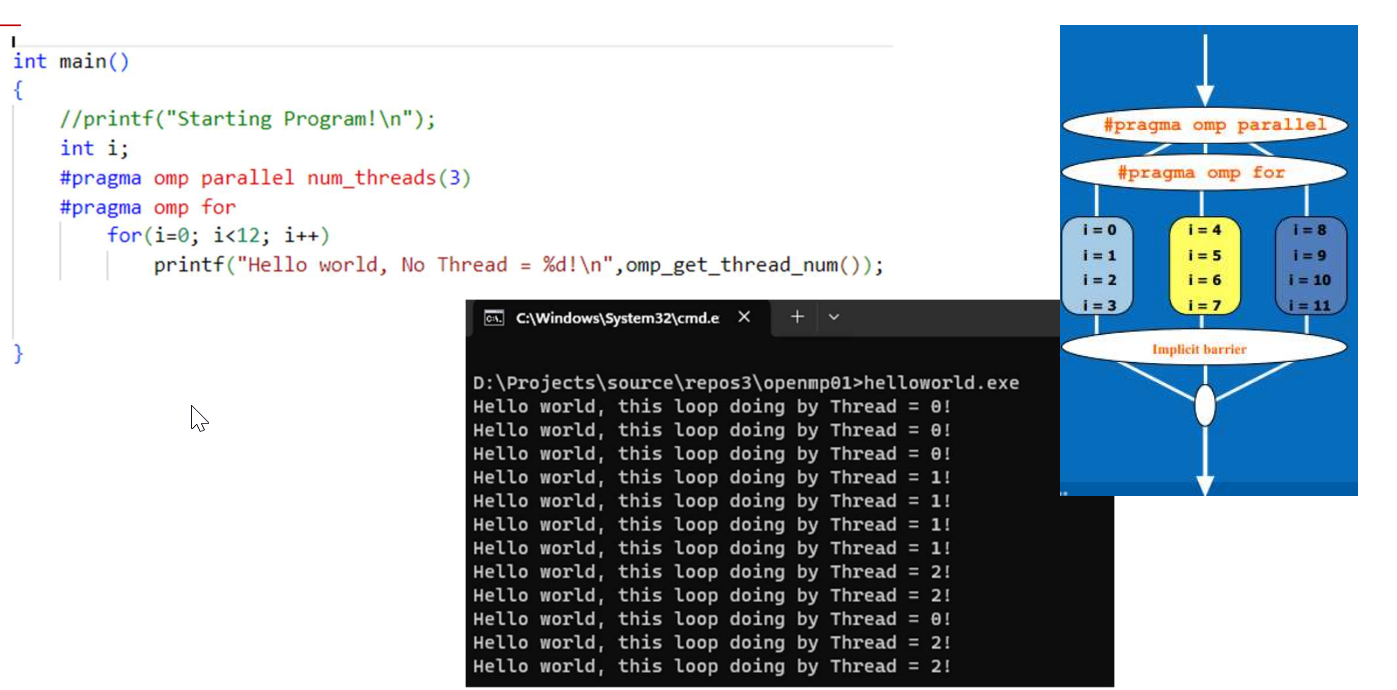 int main()
{
//printf("Starting Program!\n");
int i;
#pragma omp parallel num_threads(3)
#pragma omp for
for(i=0; i<12; i++)
printf("Hello world, No Thread = %d!\n",omp_get_thread_num());
}
C:\Windows\System32\cmd.e
D:\Projects\source\repos3\openmp01>helloworld.exe
Hello world, this loop doing by Thread = 0!
Hello world, this loop doing by Thread = 0!
Hello world, this loop doing by Thread = 0!
Hello world, this loop doing by Thread = 1!
Hello world, this loop doing by Thread = 1!
Hello world, this loop doing by Thread = 1!
Hello world, this loop doing by Thread = 1!
Hello world, this loop doing by Thread = 2!
Hello world, this loop doing by Thread = 2!
Hello world, this loop doing by Thread = 0!
Hello world, this loop doing by Thread = 2!
Hello world, this loop doing by Thread = 2!
#pragma omp parallel
#pragma omp for
i = 0
i = 1
i = 2
i = 3
i = 4
i = 5
i = 6
i = 7
i = 8
i = 9
i = 10
i = 11
Implicit barrier